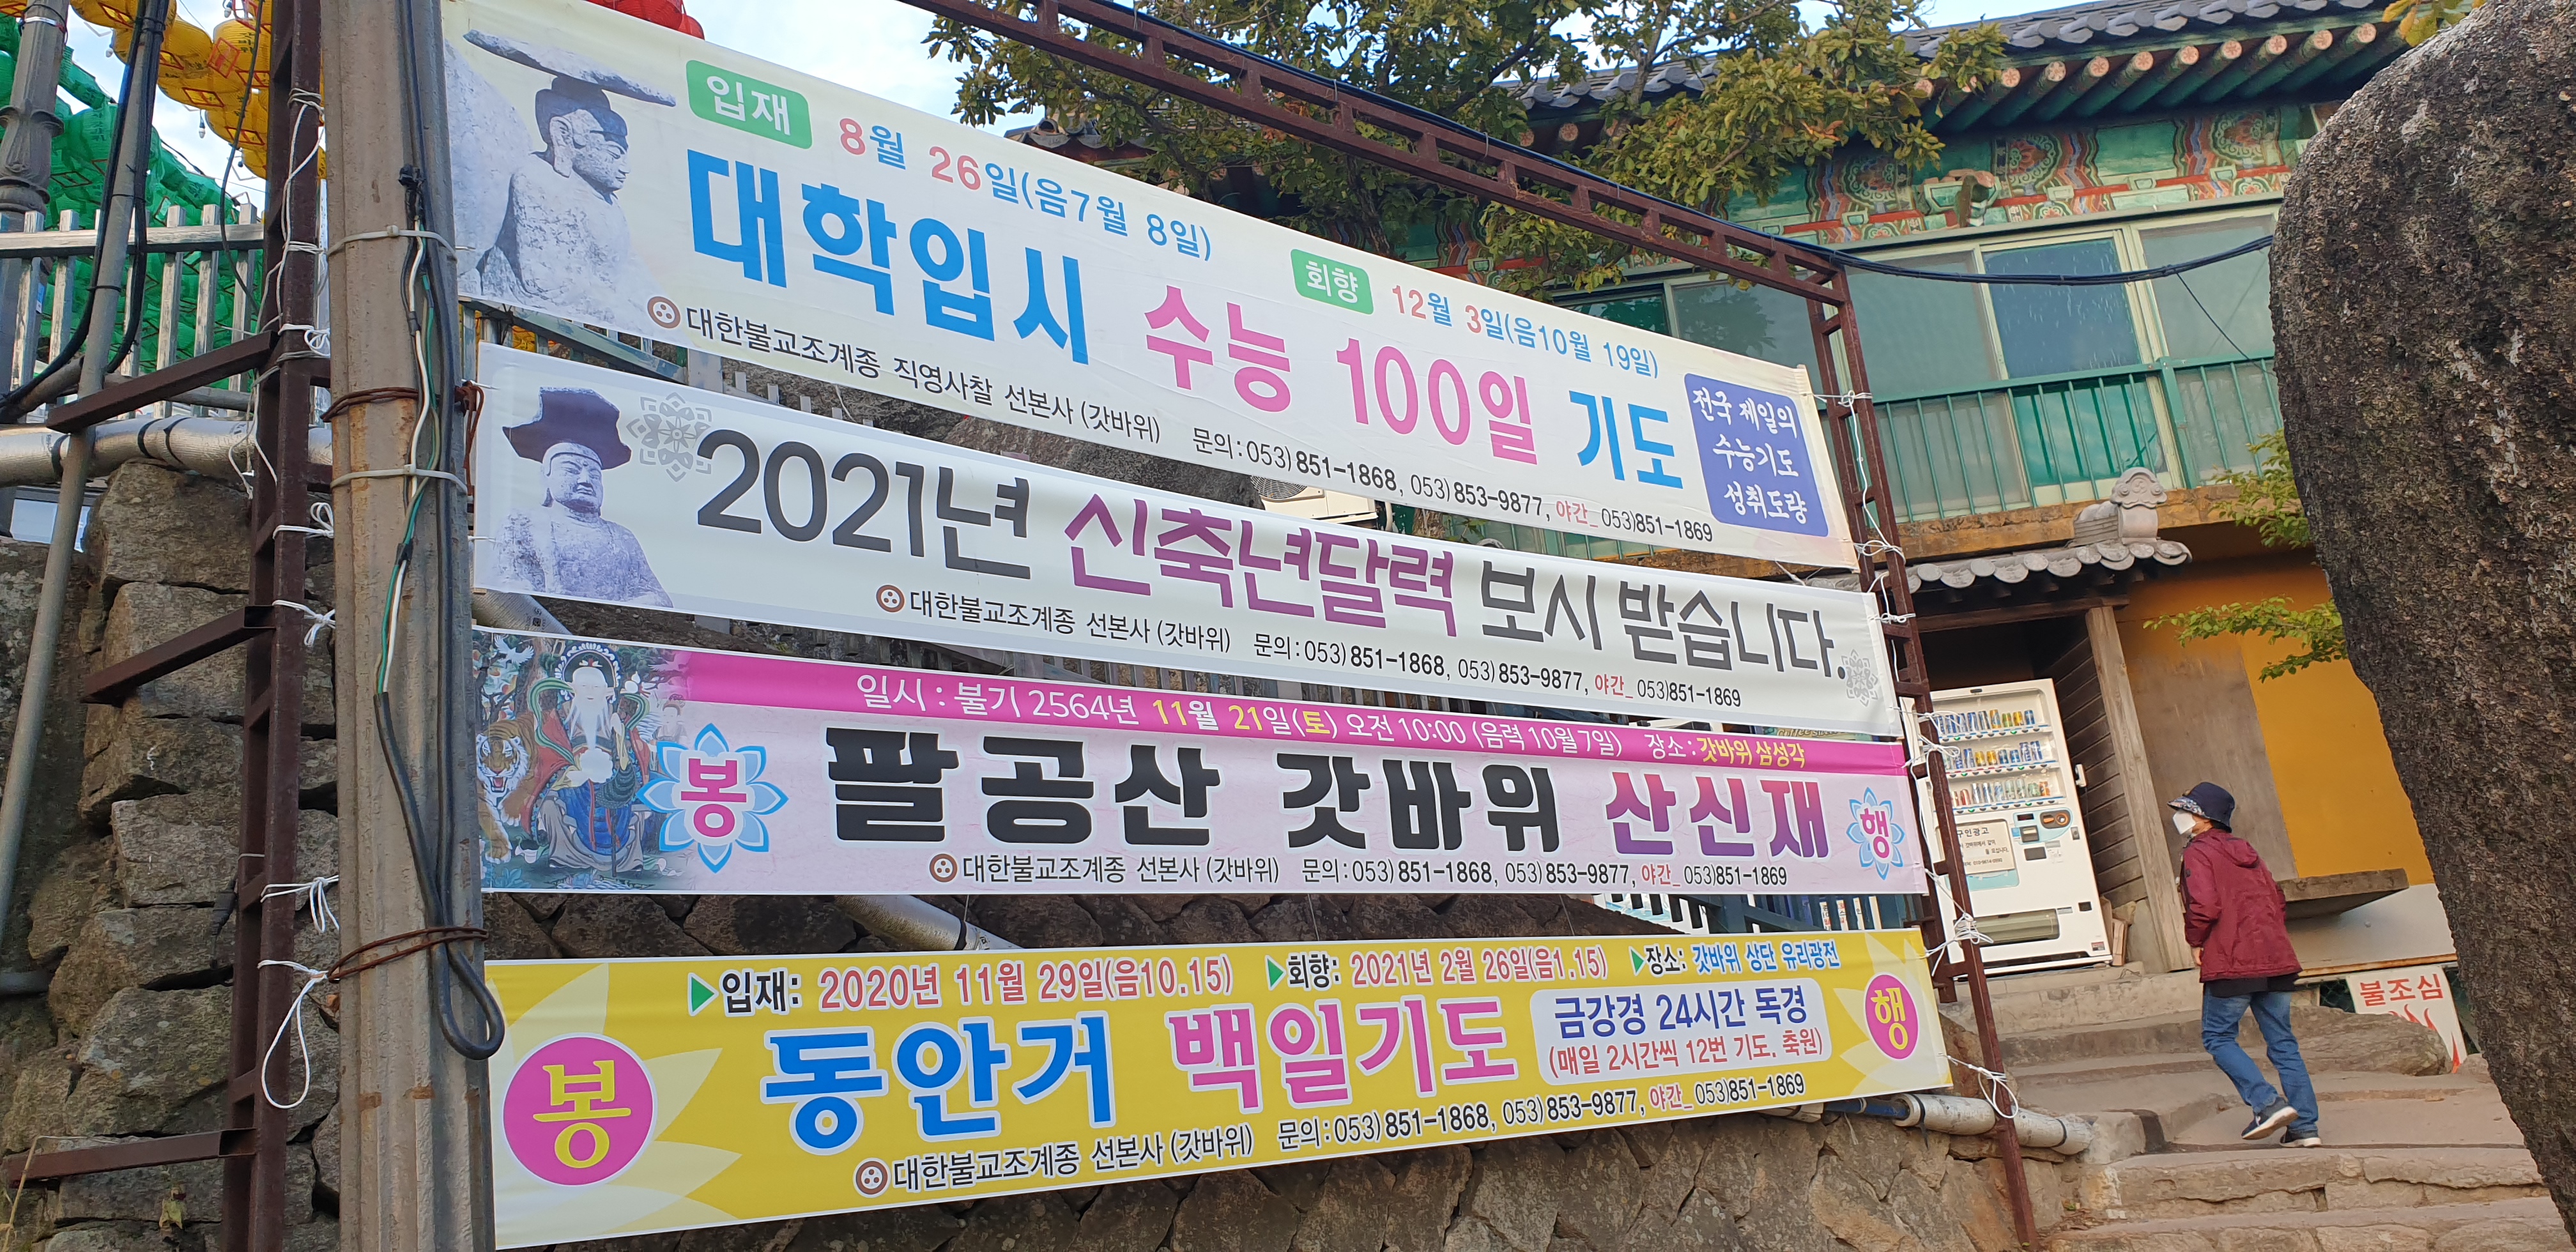 입재 8월 26일(음7월 8일) 회향 12월 3일(음10월 19일)
대학입시 수능 100일 기도
전국 제일의
수능기도
성취도량
대한불교조계종 직영사찰 선본사 (갓바위) 문의 : 053) 851-1868, 053) 853-9877, 야간_ 053)851-1869
2021년 신축년달력 보시 받습니다.
대한불교조계종 선본사 (갓바위) 문의 : 053) 851-1868, 053) 853-9877, 야간_ 053)851-1869
일시 : 불기 2564년 11월 21일(토) 오전 10:00 (음력 10월 7일) 장소 : 갓바위 삼성각
봉 팔공산 갓바위 산신재 행
대한불교조계종 선본사 (갓바위) 문의 : 053) 851-1868, 053) 853-9877, 야간_ 053)851-1869
▶입재: 2020년 11월 29일(음10.15) ▶회향: 2021년 2월 26일(음1.15) ▶장소: 갓바위 상단 유리광전
봉 동안거 백일기도 행
금강경 24시간 독경
(매일 2시간씩 12번 기도. 축원)
대한불교조계종 선본사 (갓바위) 문의 : 053) 851-1868, 053) 853-9877, 야간_ 053)851-1869
구인광고
불조심